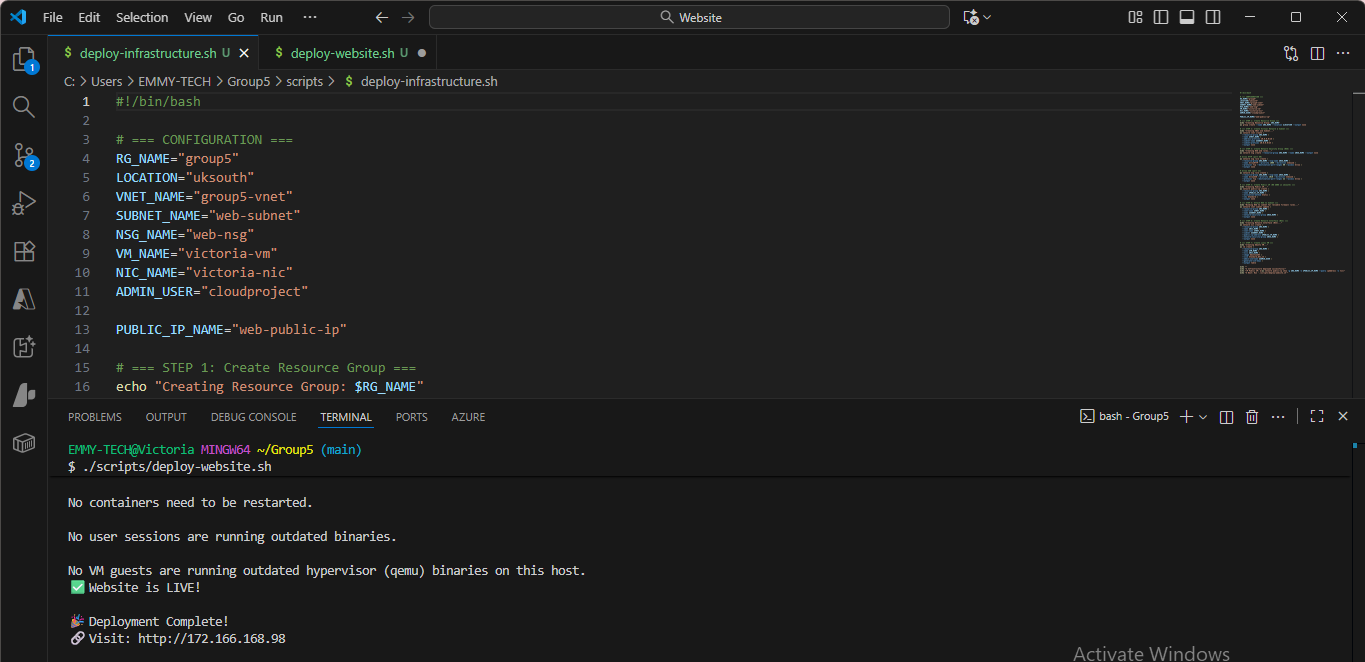 File Edit Selection View Go Run ··· Website
$ deploy-infrastructure.sh U $ deploy-website.sh U
C: > Users > EMMY-TECH > Group5 > scripts > $ deploy-infrastructure.sh
1 #!/bin/bash
2
3 # === CONFIGURATION ===
4 RG_NAME="group5"
5 LOCATION="uksouth"
6 VNET_NAME="group5-vnet"
7 SUBNET_NAME="web-subnet"
8 NSG_NAME="web-nsg"
9 VM_NAME="victoria-vm"
10 NIC_NAME="victoria-nic"
11 ADMIN_USER="cloudproject"
12
13 PUBLIC_IP_NAME="web-public-ip"
14
15 # === STEP 1: Create Resource Group ===
16 echo "Creating Resource Group: $RG_NAME"
1
2
PROBLEMS OUTPUT DEBUG CONSOLE TERMINAL PORTS AZURE bash - Group5
EMMY-TECH@Victoria MINGW64 ~/Group5 (main)
$ ./scripts/deploy-website.sh
No containers need to be restarted.
No user sessions are running outdated binaries.
No VM guests are running outdated hypervisor (qemu) binaries on this host.
✅ Website is LIVE!
🎉 Deployment Complete!
🔗 Visit: http://172.166.168.98
Activate Windows